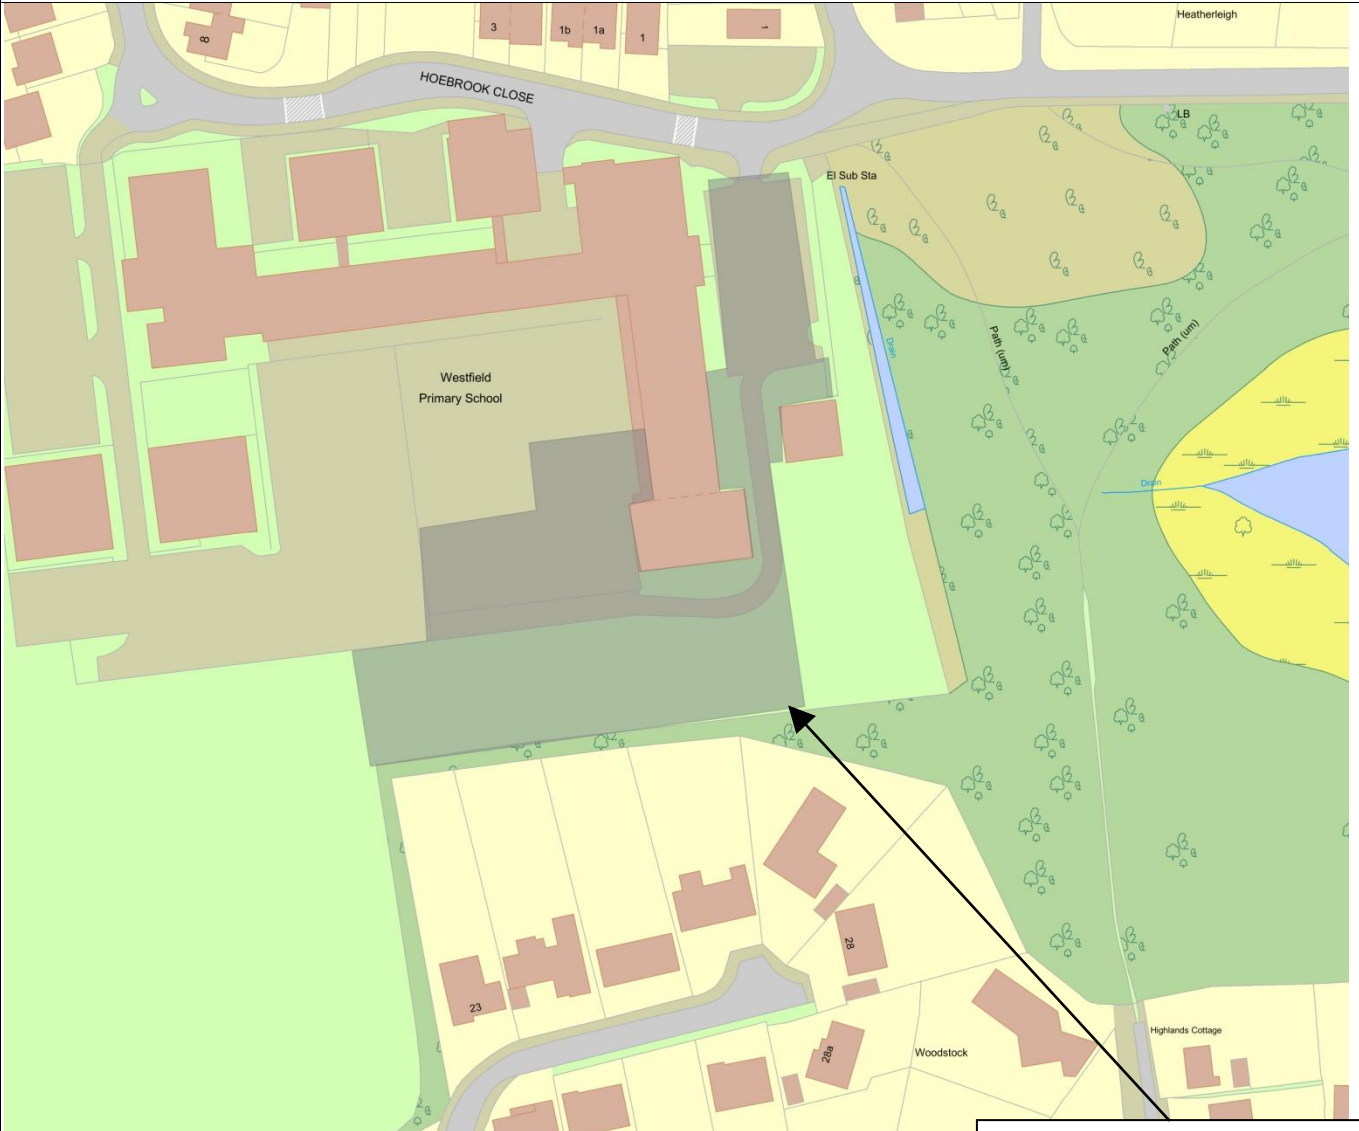 Heatherleigh
8
3
1b
1a
1
1
HOEBROOK CLOSE
LB
El Sub Sta
Drain
Path (um)
Path (um)
Westfield
Primary School
Drain
28
23
28a
Woodstock
Highlands Cottage